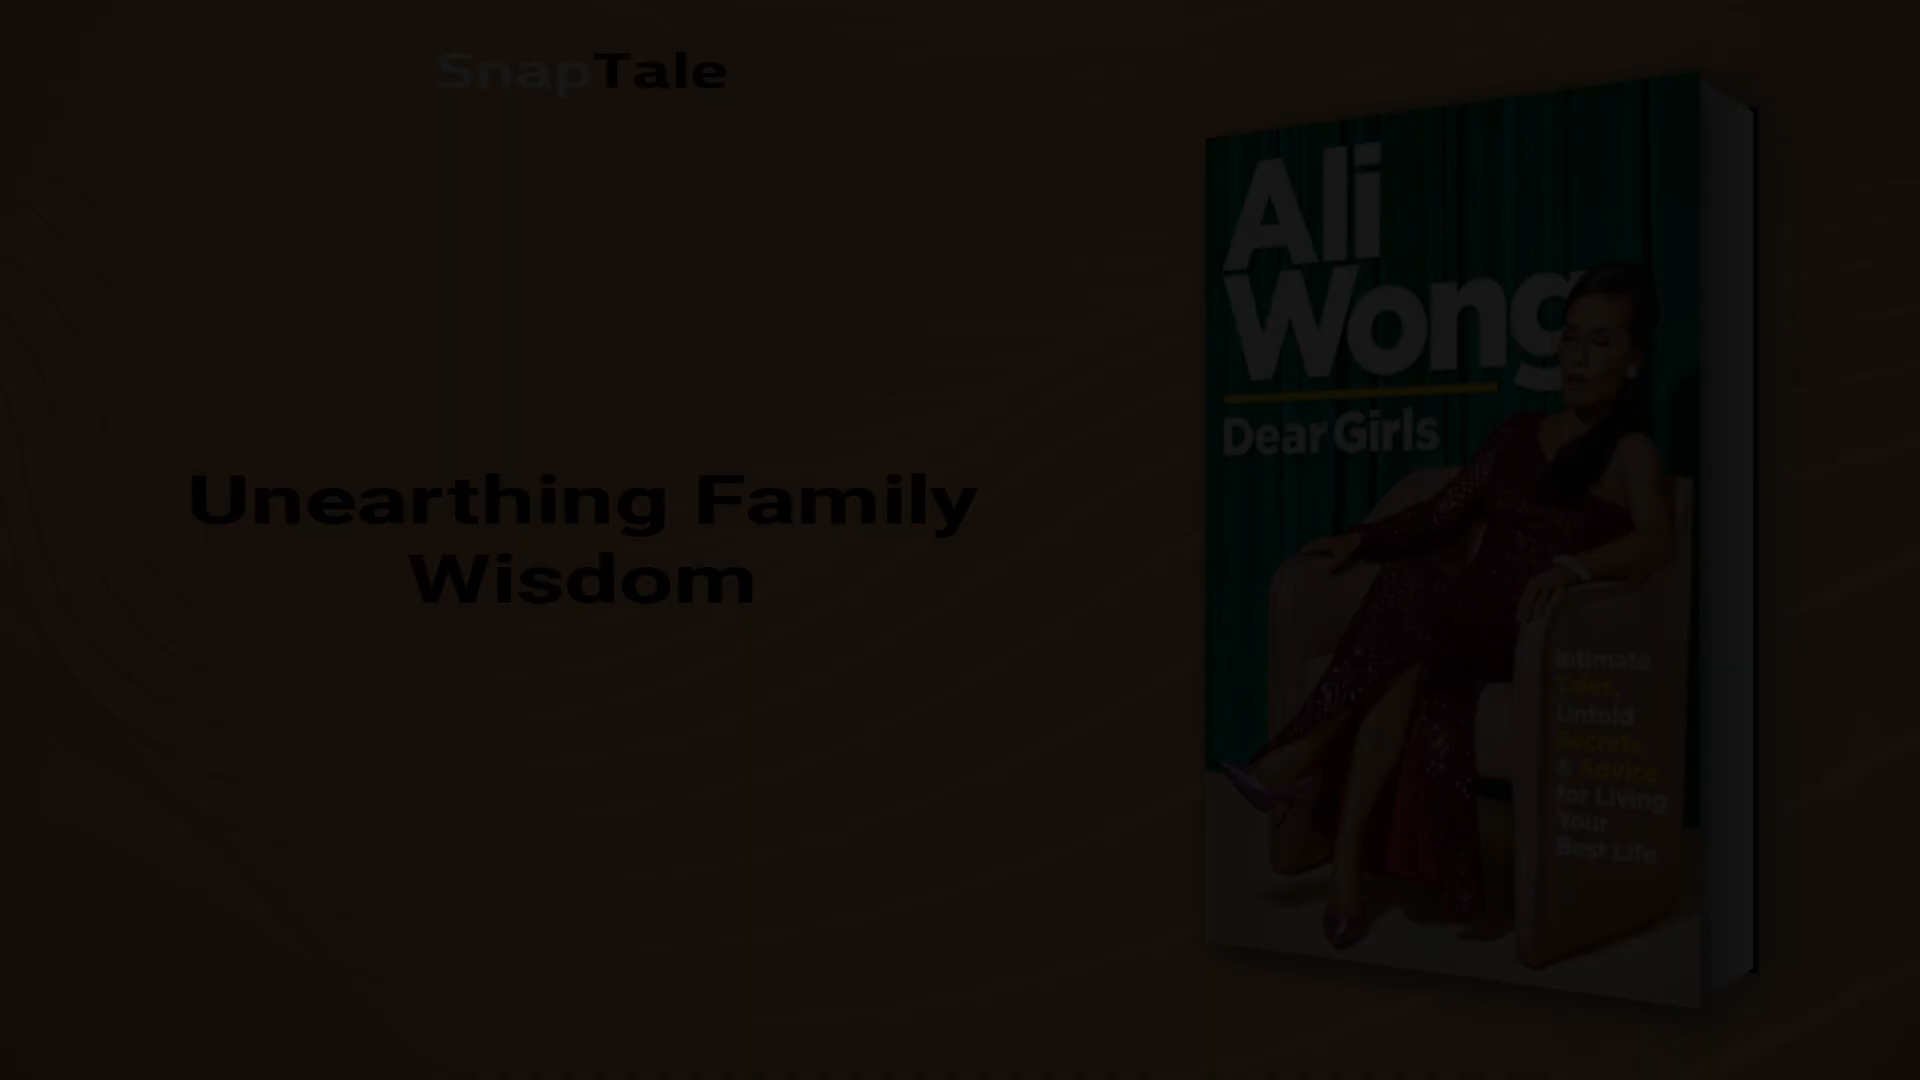 SnapTale
Unearthing Family
Wisdom
Ali
Wong
Dear Girls
Intimate
Tales,
Untold
Secrets,
& Advice
for Living
Your
Best Life